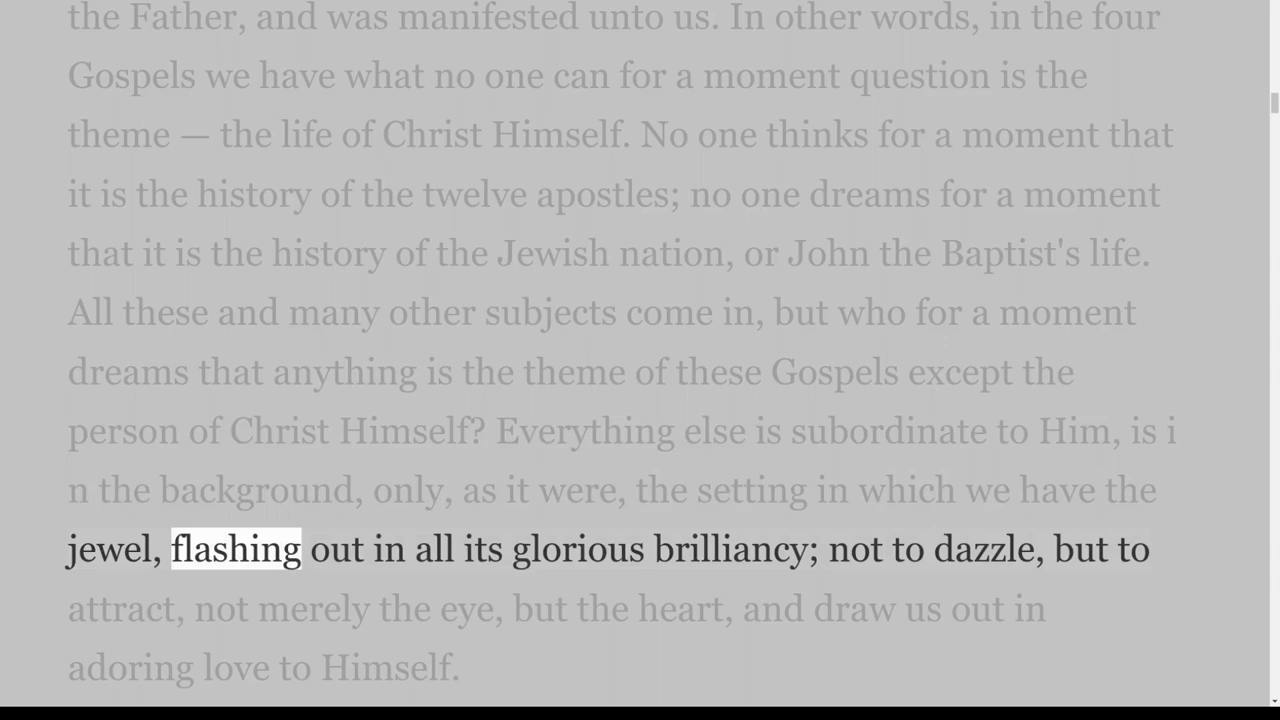 the Father, and was manifested unto us. In other words, in the four
Gospels we have what no one can for a moment question is the
theme — the life of Christ Himself. No one thinks for a moment that
it is the history of the twelve apostles; no one dreams for a moment
that it is the history of the Jewish nation, or John the Baptist's life.
All these and many other subjects come in, but who for a moment
dreams that anything is the theme of these Gospels except the
person of Christ Himself? Everything else is subordinate to Him, is i
n the background, only, as it were, the setting in which we have the
jewel, flashing out in all its glorious brilliancy; not to dazzle, but to
attract, not merely the eye, but the heart, and draw us out in
adoring love to Himself.